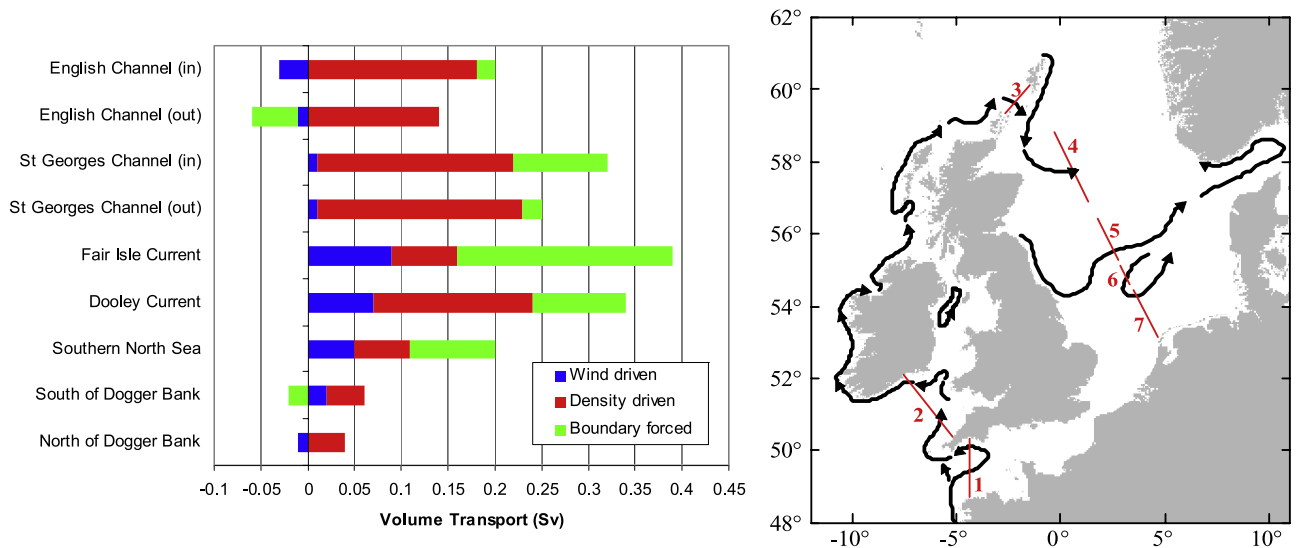 English Channel (in)
English Channel (out)
St Georges Channel (in)
St Georges Channel (out)
Fair Isle Current
Dooley Current
Southern North Sea
South of Dogger Bank
North of Dogger Bank
Wind driven
Density driven
Boundary forced
-0.1 -0.05 0 0.05 0.1 0.15 0.2 0.25 0.3 0.35 0.4 0.45
Volume Transport (Sv)
62°
60°
58°
56°
54°
52°
50°
48°
3
4
5
6
7
2
1
-10° -5° 0° 5° 10°